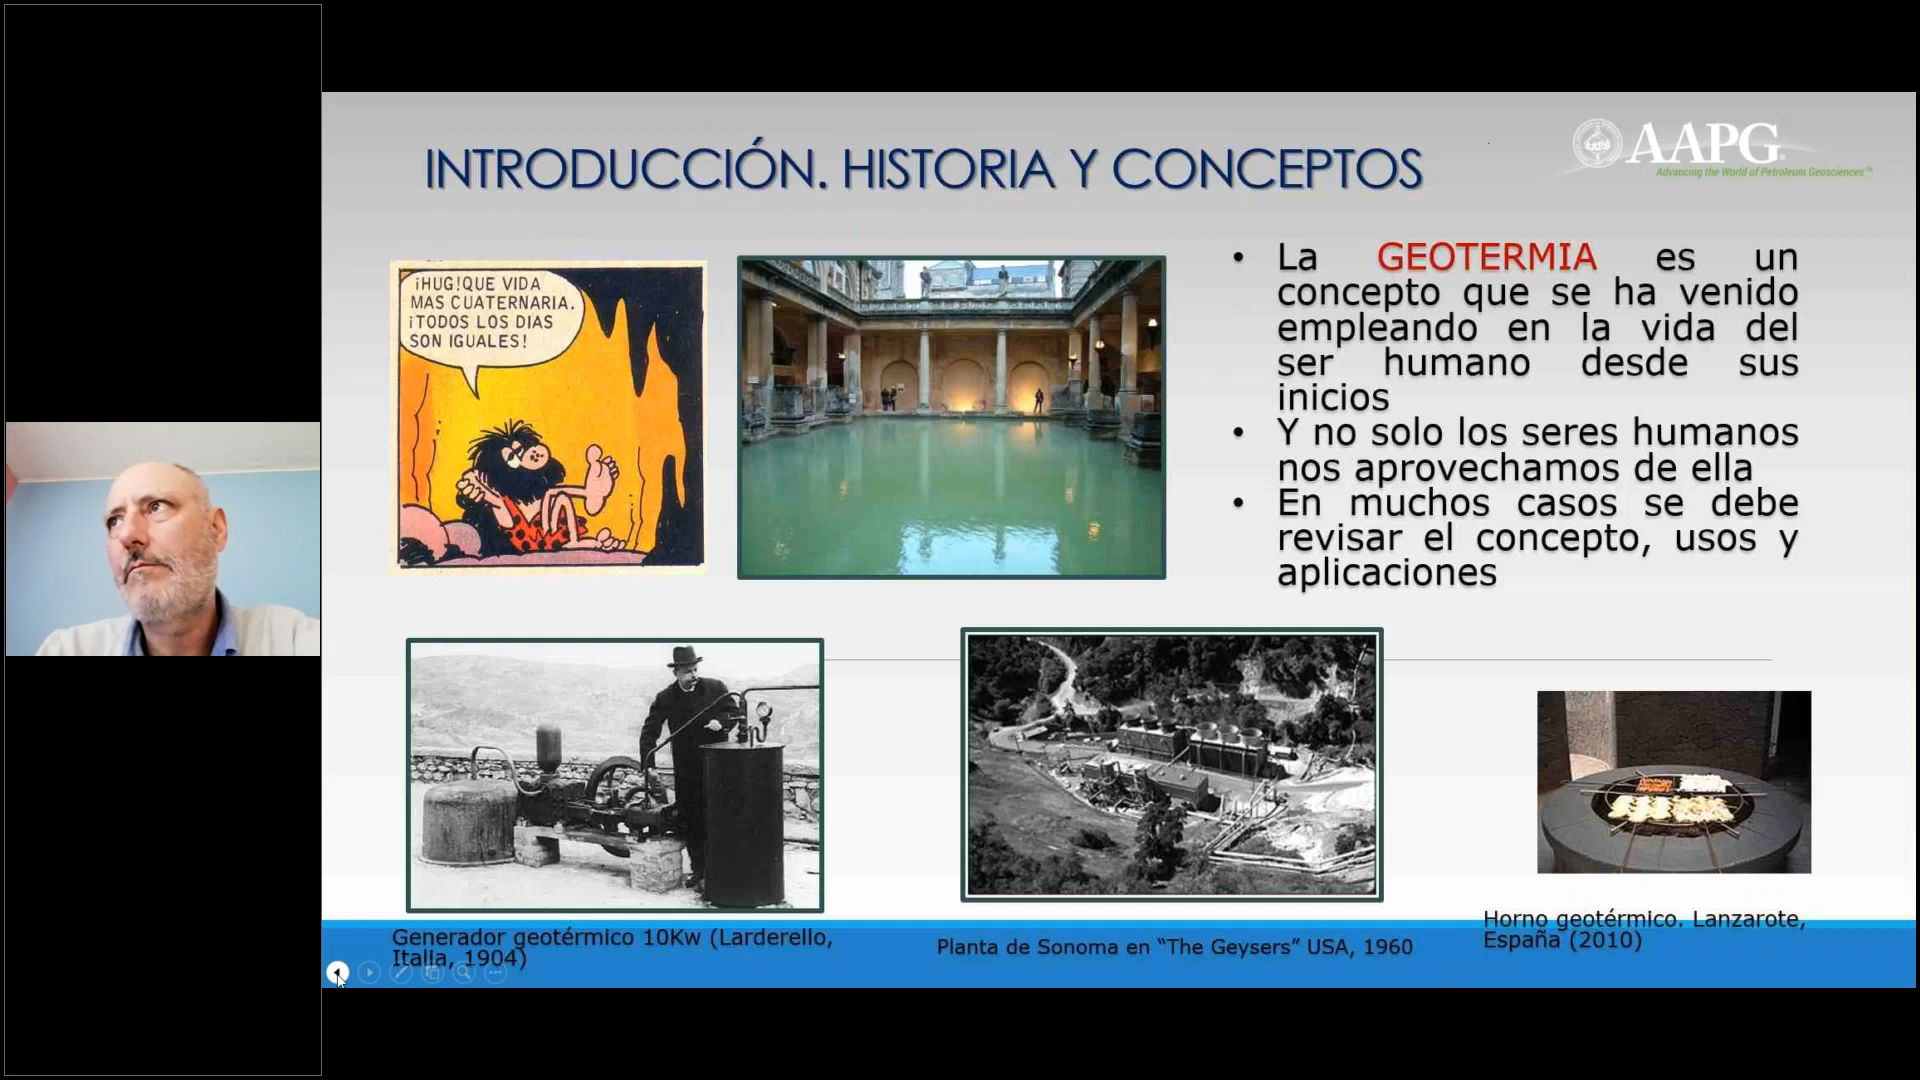 INTRODUCCIÓN. HISTORIA Y CONCEPTOS
AAPG
Advancing the World of Petroleum Geosciences™
¡HUG!QUE VIDA
MAS CUATERNARIA.
¡TODOS LOS DIAS
SON IGUALES!
• La GEOTERMIA es un
concepto que se ha venido
empleando en la vida del
ser humano desde sus
inicios
• Y no solo los seres humanos
nos aprovechamos de ella
• En muchos casos se debe
revisar el concepto, usos y
aplicaciones
Generador geotérmico 10Kw (Larderello,
Italia, 1904)
Planta de Sonoma en “The Geysers” USA, 1960
Horno geotérmico. Lanzarote,
España (2010)